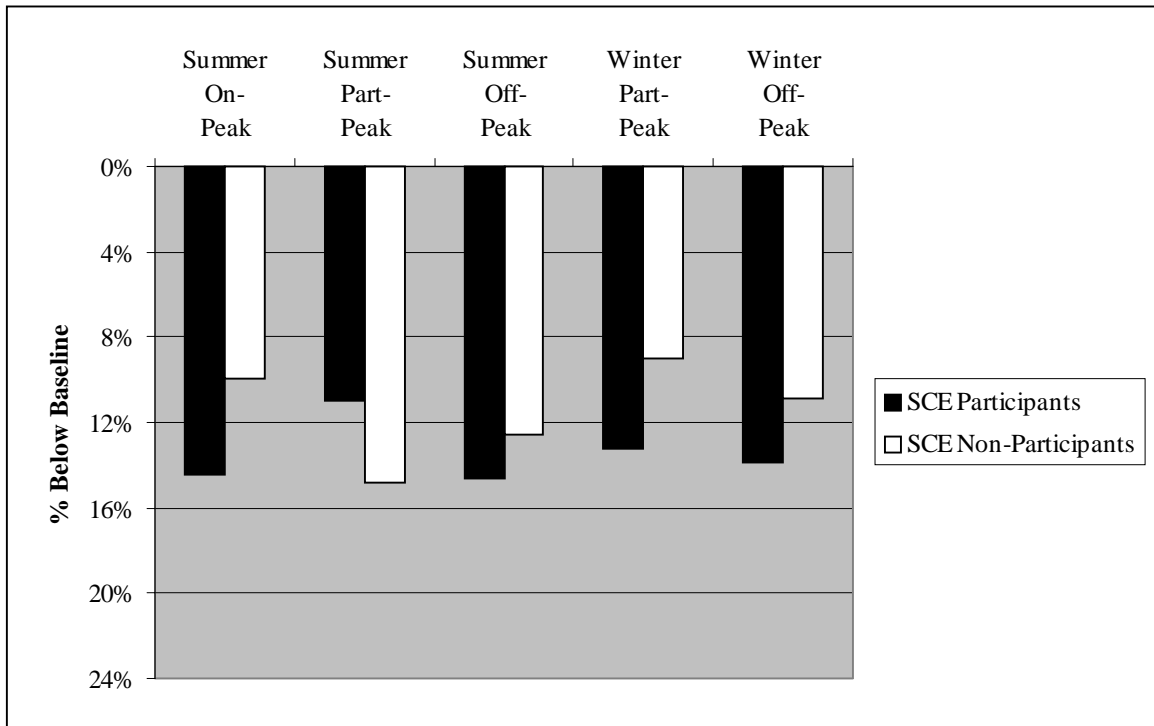 Summer
On-
Peak
Summer
Part-
Peak
Summer
Off-
Peak
Winter
Part-
Peak
Winter
Off-
Peak
0%
4%
8%
12%
16%
20%
24%
% Below Baseline
SCE Participants
SCE Non-Participants